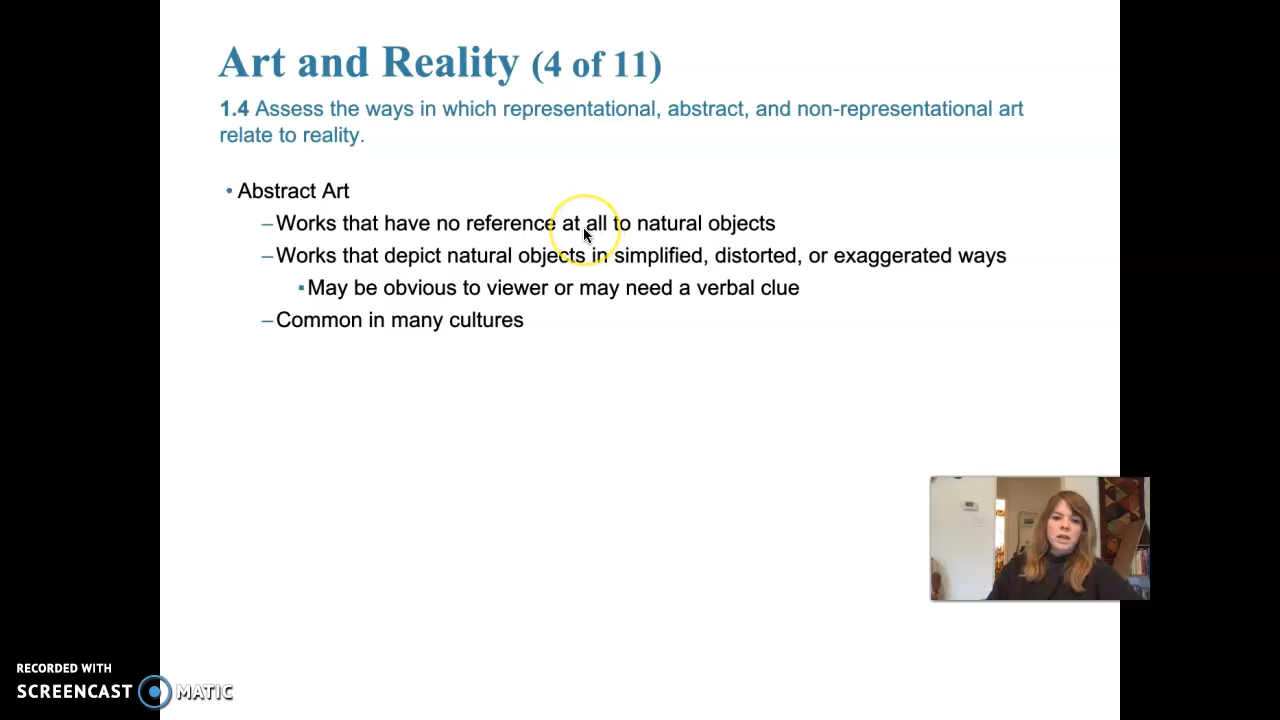 Art and Reality (4 of 11)
1.4 Assess the ways in which representational, abstract, and non-representational art
relate to reality.
• Abstract Art
–Works that have no reference at all to natural objects
–Works that depict natural objects in simplified, distorted, or exaggerated ways
▪May be obvious to viewer or may need a verbal clue
–Common in many cultures
RECORDED WITH
SCREENCAST MATIC